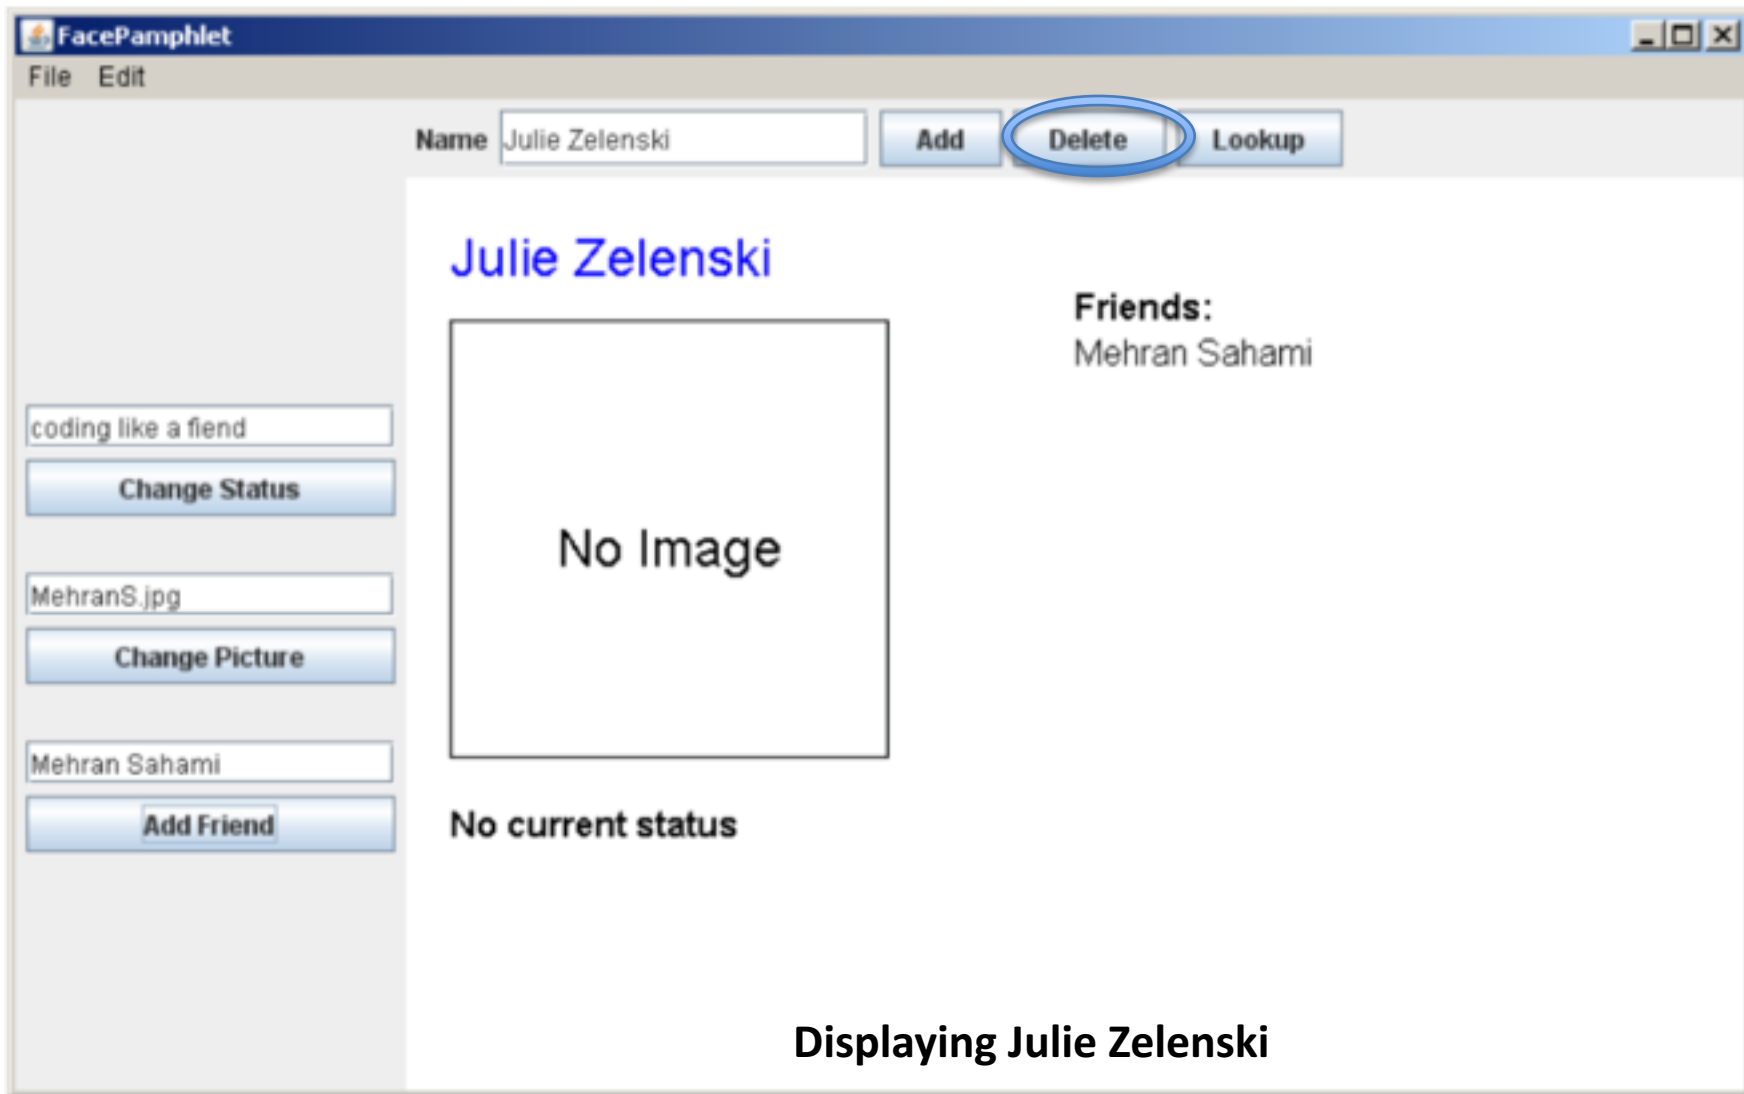 FacePamphlet
File Edit
Name Julie Zelenski Add Delete Lookup
Julie Zelenski
Friends:
Mehran Sahami
coding like a fiend
Change Status
No Image
MehranS.jpg
Change Picture
Mehran Sahami
Add Friend
No current status
Displaying Julie Zelenski